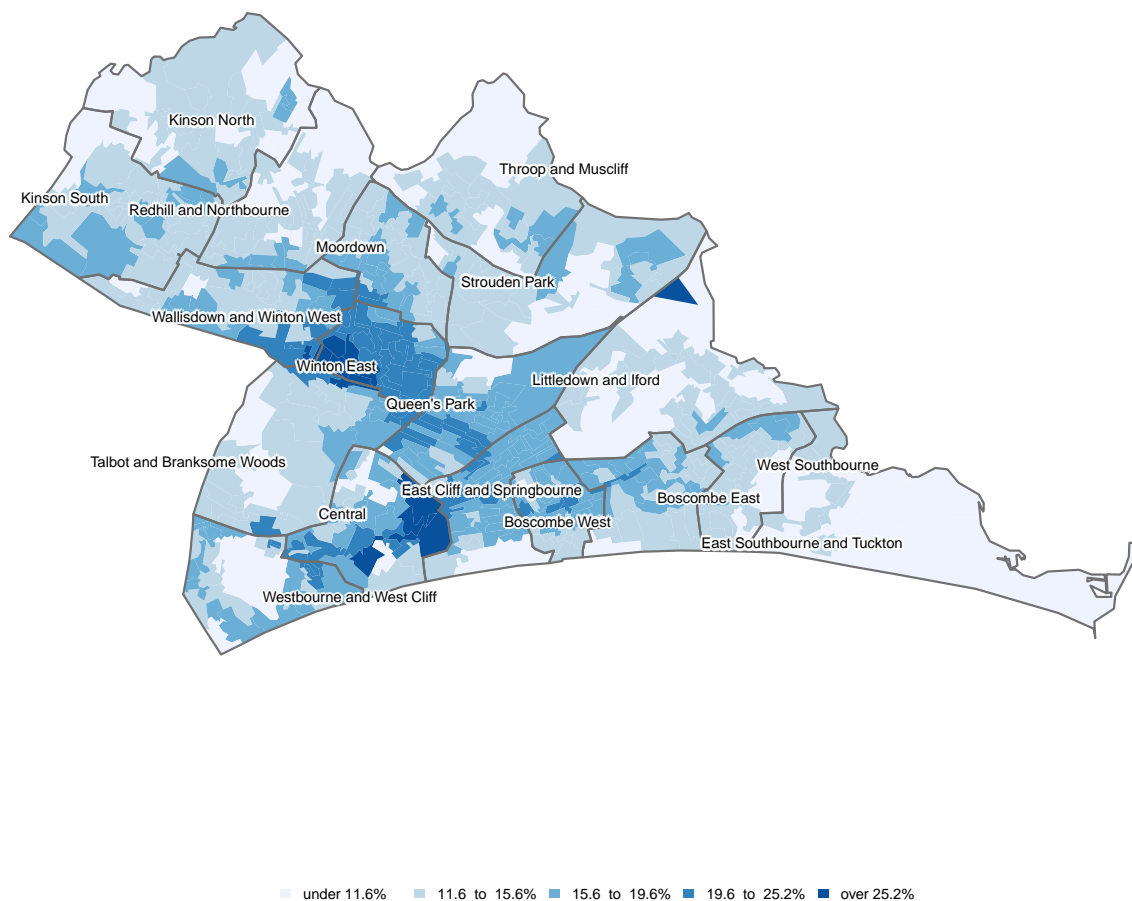 Kinson North
Throop and Muscliff
Kinson South
Redhill and Northbourne
Moordown
Strouden Park
Wallisdown and Winton West
Winton East
Littledown and Iford
Queen's Park
Talbot and Branksome Woods
West Southbourne
East Cliff and Springbourne
Boscombe East
Central
Boscombe West
East Southbourne and Tuckton
Westbourne and West Cliff
under 11.6% 11.6 to 15.6% 15.6 to 19.6% 19.6 to 25.2% over 25.2%